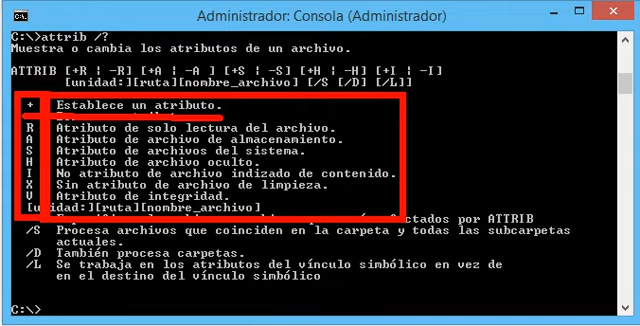 Administrador: Consola (Administrador)
C:\>attrib /?
Muestra o cambia los atributos de un archivo.
ATTRIB [+R ¦ -R] [+A ¦ -A ] [+S ¦ -S] [+H ¦ -H] [+I ¦ -I]
[unidad:][ruta][nombre_archivo] [/S [/D] [/L]]
+ Establece un atributo.
R Atributo de solo lectura del archivo.
A Atributo de archivo de almacenamiento.
S Atributo de archivos del sistema.
H Atributo de archivo oculto.
I No atributo de archivo indizado de contenido.
X Sin atributo de archivo de limpieza.
V Atributo de integridad.
[unidad:][ruta][nombre_archivo]
por ATTRIB
/S Procesa archivos que coinciden en la carpeta y todas las subcarpetas
actuales.
/D También procesa carpetas.
/L Se trabaja en los atributos del vínculo simbólico en vez de
en el destino del vínculo simbólico
C:\>